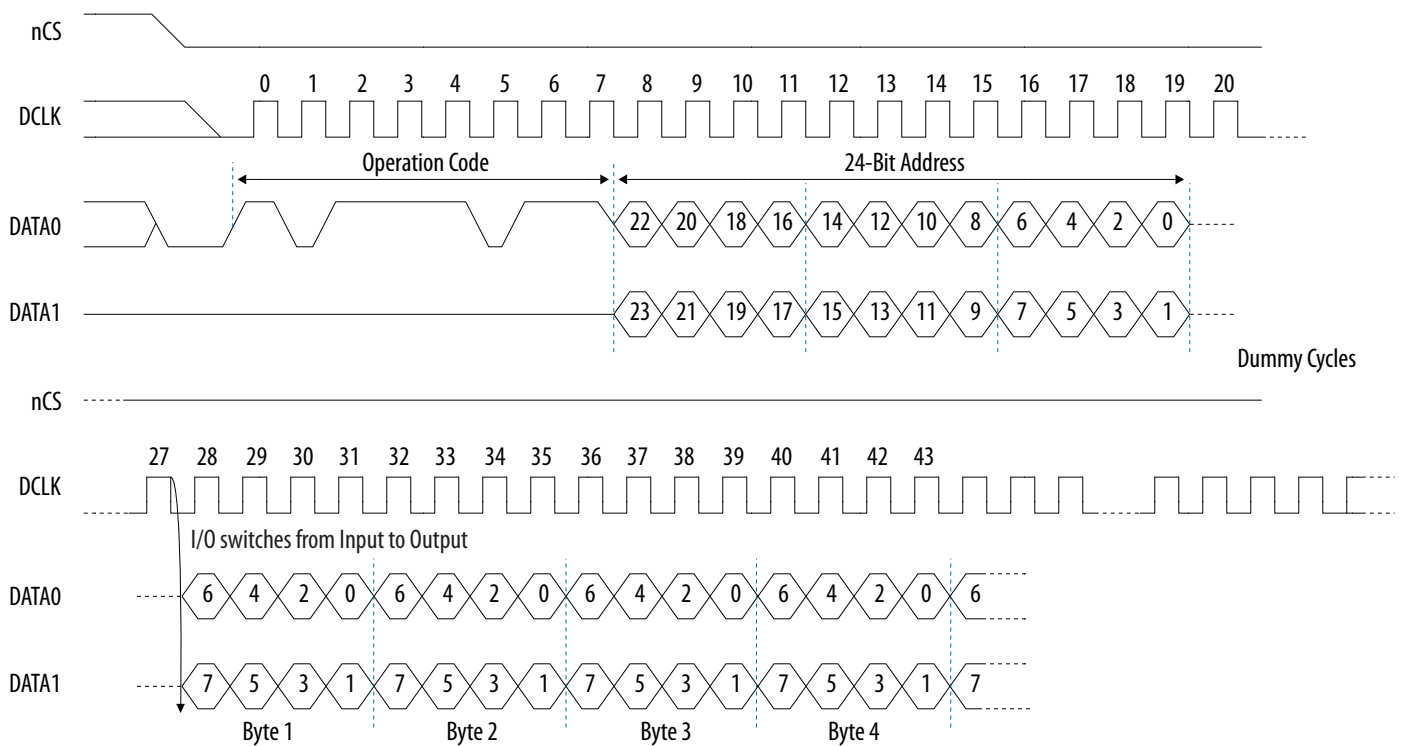 nCS
0 1 2 3 4 5 6 7 8 9 10 11 12 13 14 15 16 17 18 19 20
DCLK
Operation Code 24-Bit Address
DATA0 22 20 18 16 14 12 10 8 6 4 2 0
DATA1 23 21 19 17 15 13 11 9 7 5 3 1
Dummy Cycles
nCS
27 28 29 30 31 32 33 34 35 36 37 38 39 40 41 42 43
DCLK
I/O switches from Input to Output
DATA0 6 4 2 0 6 4 2 0 6 4 2 0 6 4 2 0 6
DATA1 7 5 3 1 7 5 3 1 7 5 3 1 7 5 3 1 7
Byte 1 Byte 2 Byte 3 Byte 4